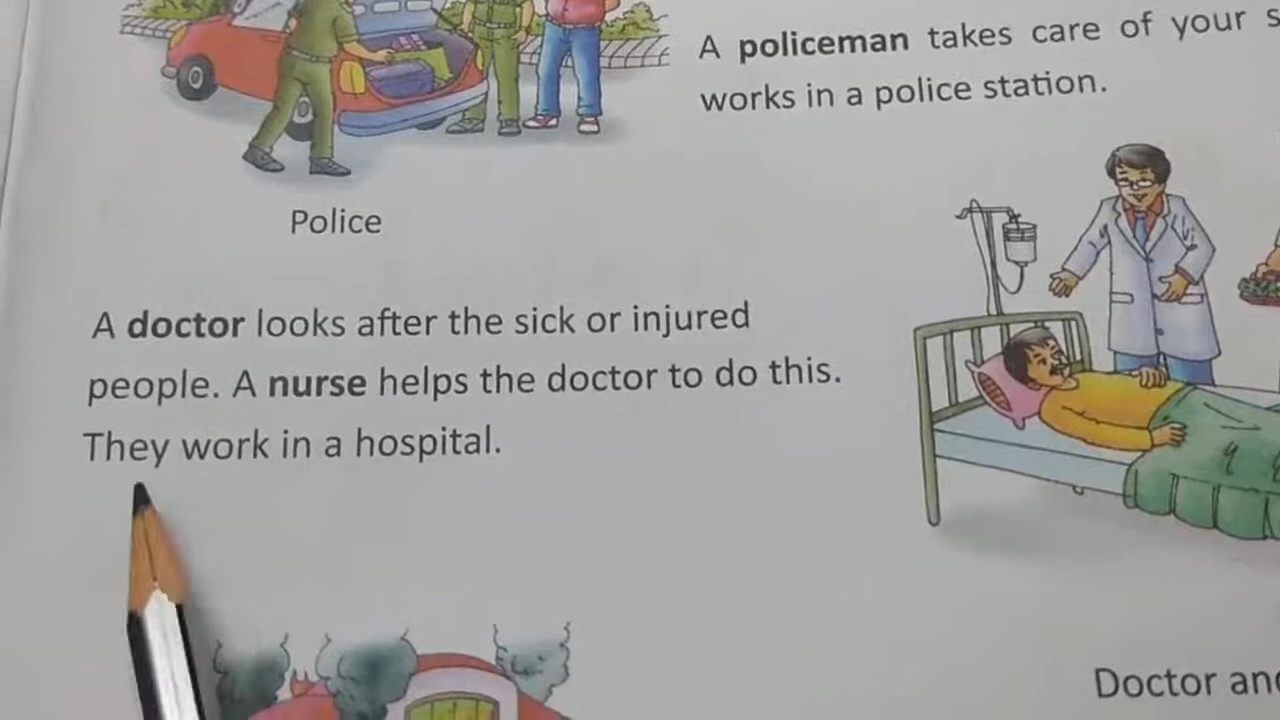 A policeman takes care of your
works in a police station.
Police
A doctor looks after the sick or injured
people. A nurse helps the doctor to do this.
They work in a hospital.
Doctor